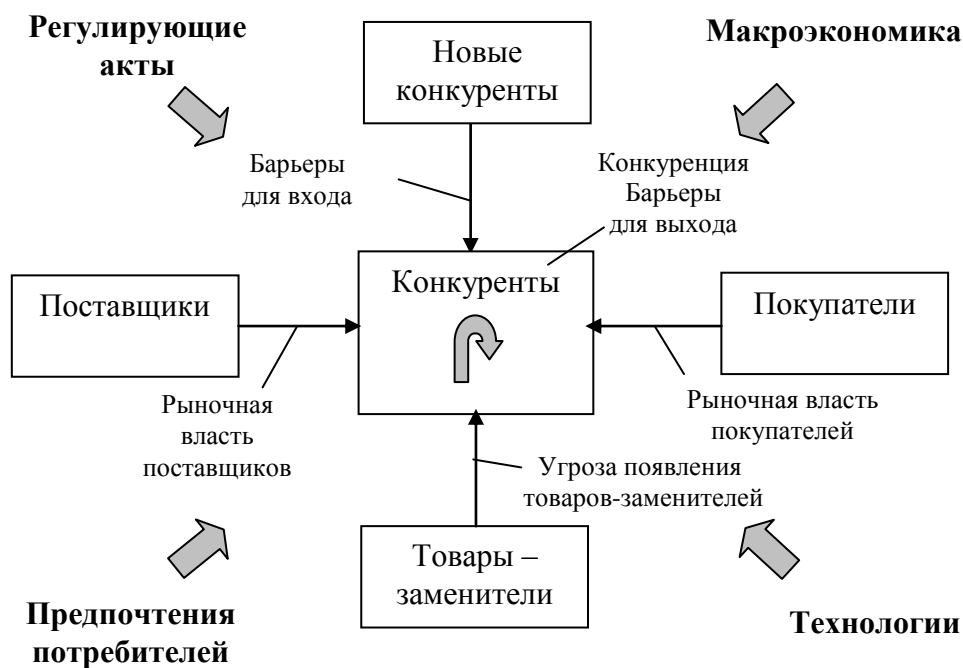 Регулирующие
акты
Новые
конкуренты
Макроэкономика
Барьеры
для входа
Конкуренция
Барьеры
для выхода
Поставщики
Конкуренты
Покупатели
Рыночная
власть
поставщиков
Рыночная власть
покупателей
Угроза появления
товаров-заменителей
Товары –
заменители
Предпочтения
потребителей
Технологии